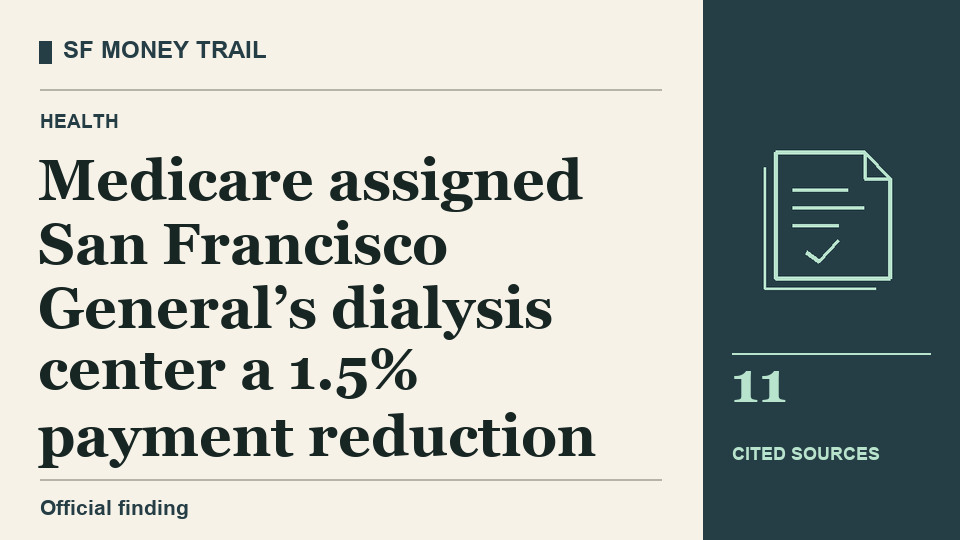 SF MONEY TRAIL
HEALTH
Medicare assigned
San Francisco
General’s dialysis
center a 1.5%
payment reduction
Official finding
11
CITED SOURCES